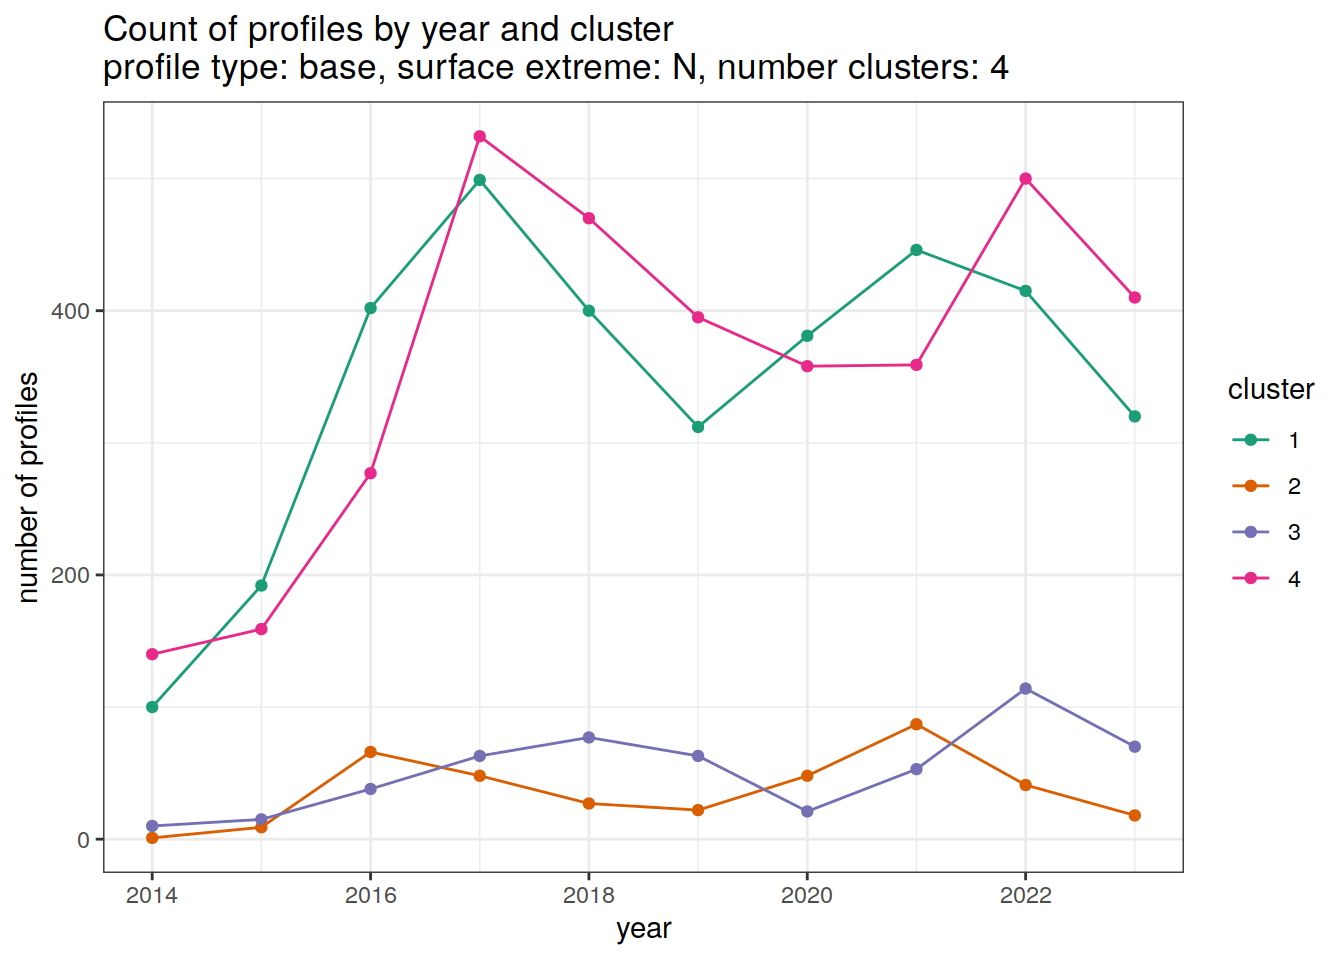 Count of profiles by year and cluster
profile type: base, surface extreme: N, number clusters: 4
number of profiles
400
200
0
2014 2016 2018 2020 2022
year
cluster
1
2
3
4